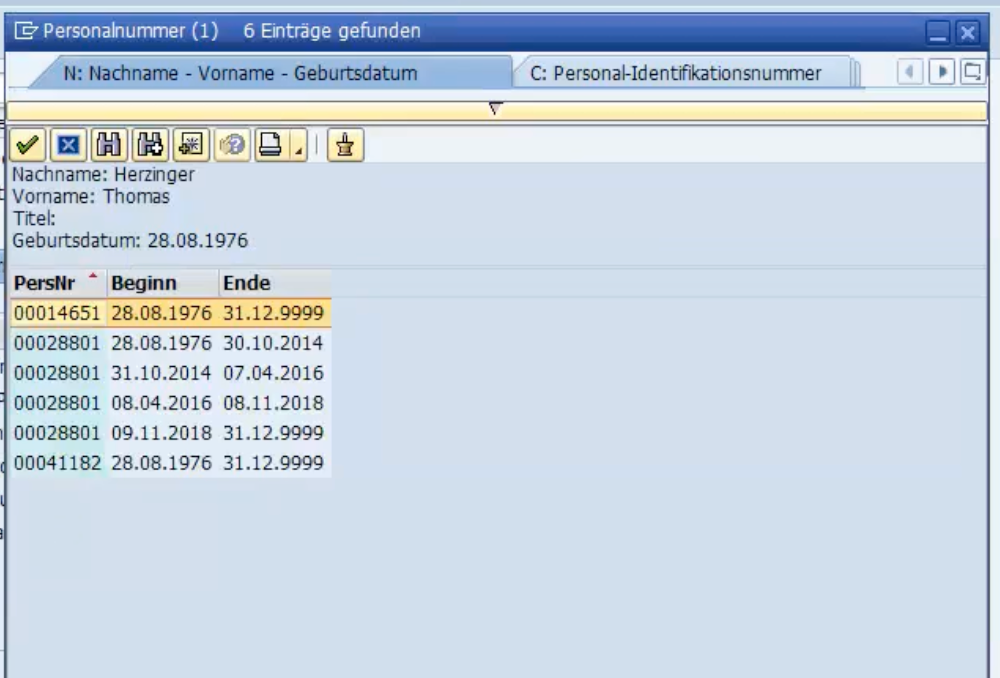 Personalnummer (1) 6 Einträge gefunden
N: Nachname - Vorname - Geburtsdatum C: Personal-Identifikationsnummer
Nachname: Herzinger
Vorname: Thomas
Titel:
Geburtsdatum: 28.08.1976
PersNr Beginn Ende
00014651 28.08.1976 31.12.9999
00028801 28.08.1976 30.10.2014
00028801 31.10.2014 07.04.2016
00028801 08.04.2016 08.11.2018
00028801 09.11.2018 31.12.9999
00041182 28.08.1976 31.12.9999